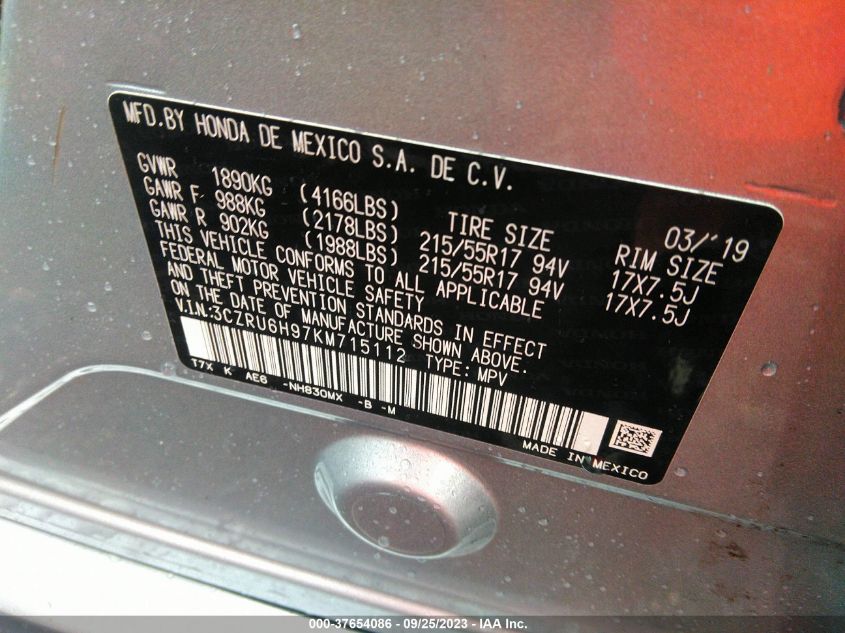 MFD.BY HONDA DE MEXICO S.A. DE C.V.
03/'19
GVWR 1890KG (4166LBS) TIRE SIZE RIM SIZE
GAWR F 988KG (2178LBS) 215/55R17 94V 17X7.5J
GAWR R 902KG (1988LBS) 215/55R17 94V 17X7.5J
THIS VEHICLE CONFORMS TO ALL APPLICABLE
FEDERAL MOTOR VEHICLE SAFETY
AND THEFT PREVENTION STANDARDS IN EFFECT
ON THE DATE OF MANUFACTURE SHOWN ABOVE.
V.I.N:3CZRU6H97KM715112 TYPE: MPV
T7X K AE6 -NH830MX -B -M
MADE IN MEXICO
000-37654086 - 09/25/2023 - IAA Inc.